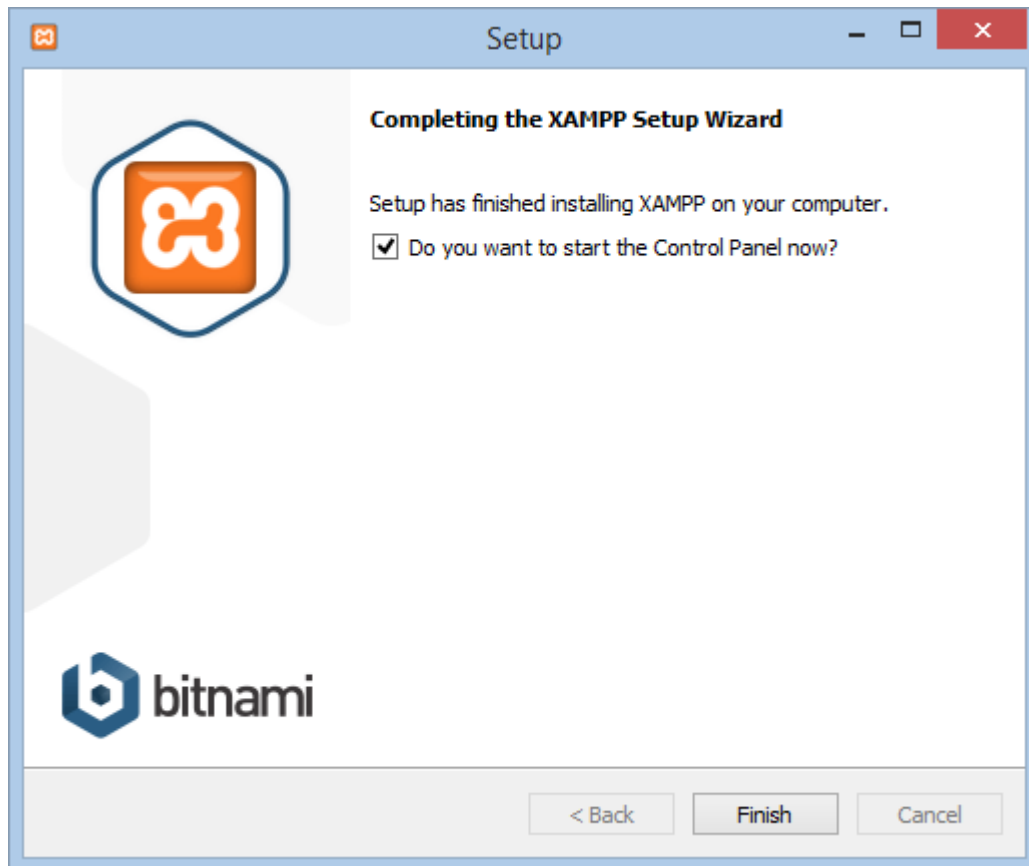 Setup
Completing the XAMPP Setup Wizard
Setup has finished installing XAMPP on your computer.
Do you want to start the Control Panel now?
bitnami
< Back Finish Cancel